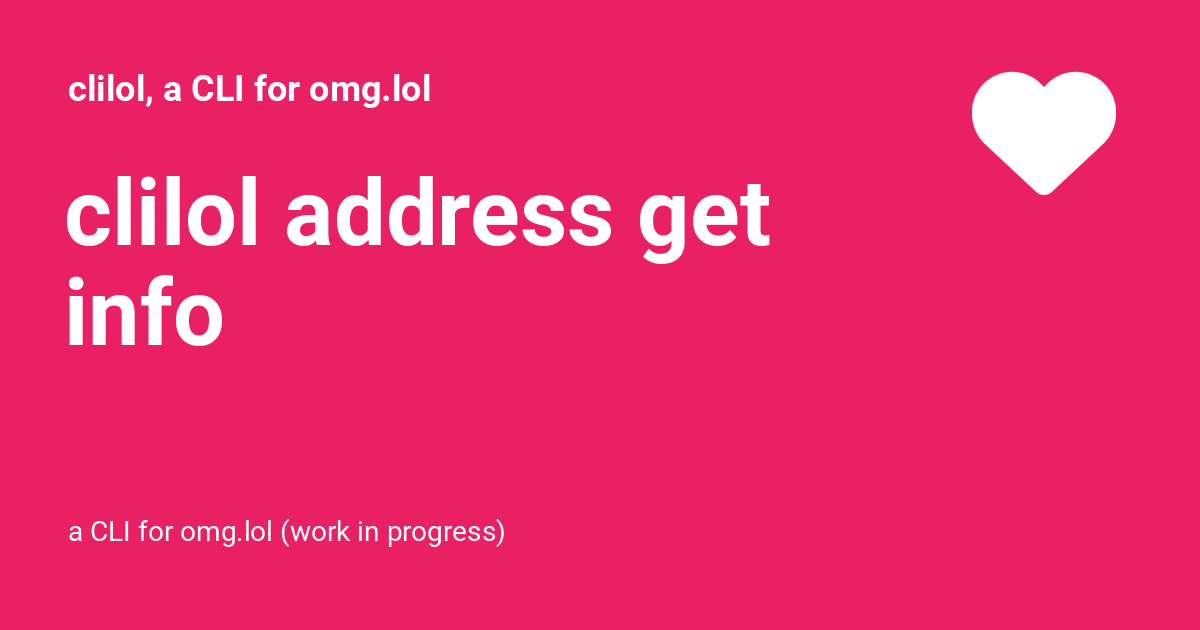 clilol, a CLI for omg.lol
clilol address get
info
a CLI for omg.lol (work in progress)